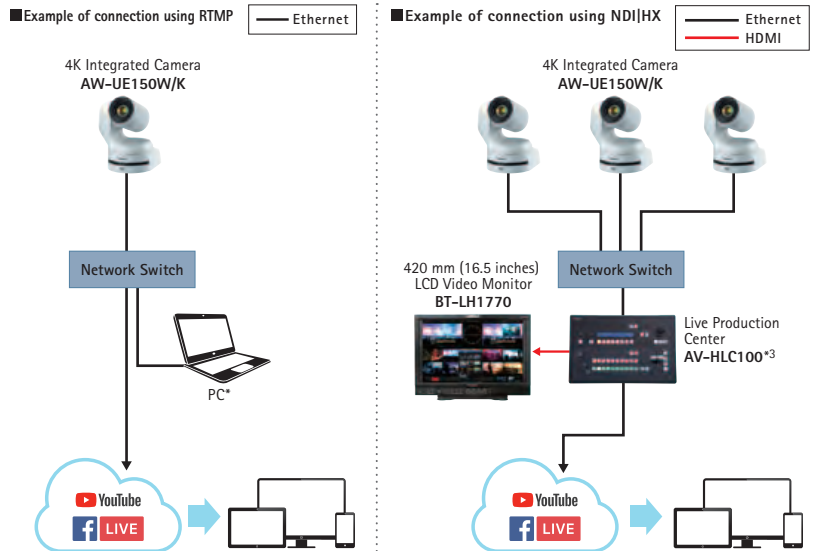 ■Example of connection using RTMP
Ethernet
4K Integrated Camera
AW-UE150W/K
Network Switch
PC*
YouTube
f LIVE
■Example of connection using NDI|HX
Ethernet
HDMI
4K Integrated Camera
AW-UE150W/K
420 mm (16.5 inches)
LCD Video Monitor
BT-LH1770
Network Switch
Live Production
Center
AV-HLC100*3
YouTube
f LIVE